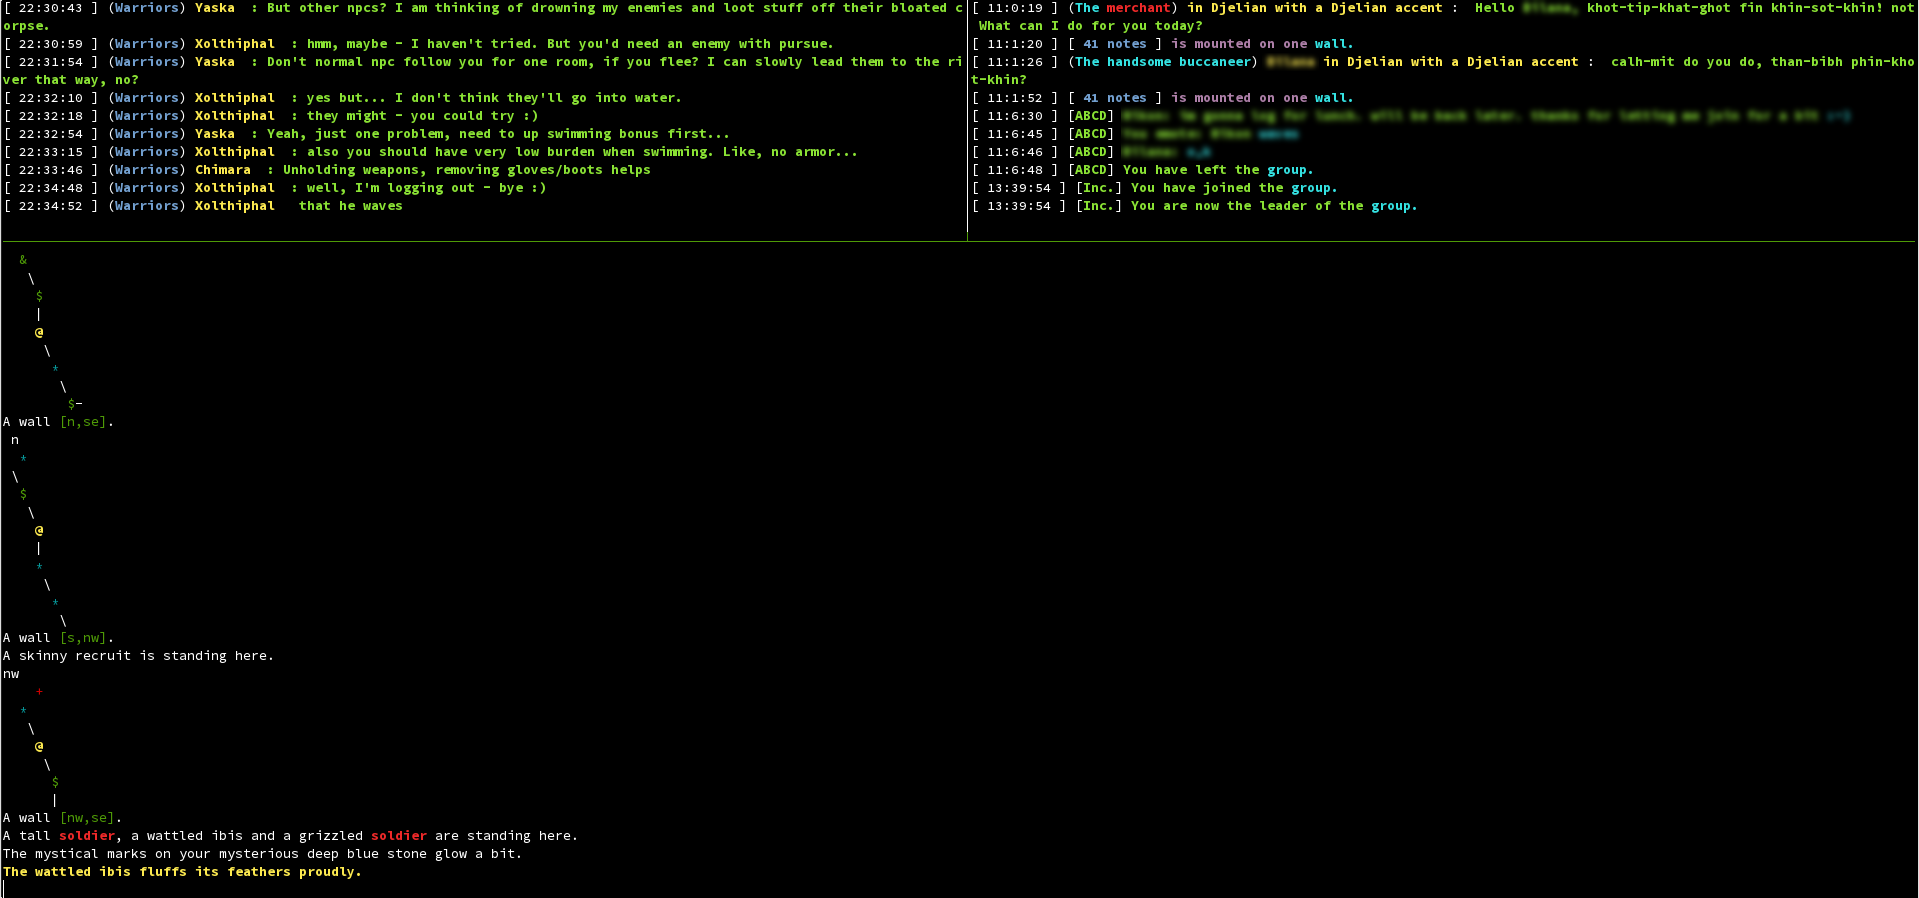 [ 22:30:43 ] (Warriors) Yaska  : But other npcs? I am thinking of drowning my enemies and loot stuff off their bloated c
orpse.
[ 22:30:59 ] (Warriors) Xolthiphal  : hmm, maybe - I haven't tried. But you'd need an enemy with pursue.
[ 22:31:54 ] (Warriors) Yaska  : Don't normal npc follow you for one room, if you flee? I can slowly lead them to the ri
ver that way, no?
[ 22:32:10 ] (Warriors) Xolthiphal  : yes but... I don't think they'll go into water.
[ 22:32:18 ] (Warriors) Xolthiphal  : they might - you could try :)
[ 22:32:54 ] (Warriors) Yaska  : Yeah, just one problem, need to up swimming bonus first...
[ 22:33:15 ] (Warriors) Xolthiphal  : also you should have very low burden when swimming. Like, no armor...
[ 22:33:46 ] (Warriors) Chimara  : Unholding weapons, removing gloves/boots helps
[ 22:34:48 ] (Warriors) Xolthiphal  : well, I'm logging out - bye :)
[ 22:34:52 ] (Warriors) Xolthiphal   that he waves
[ 11:0:19 ] (The merchant) in Djelian with a Djelian accent :  Hello khot-tip-khat-ghot fin khin-sot-khin! not
What can I do for you today?
[ 11:1:20 ] [ 41 notes ] is mounted on one wall.
[ 11:1:26 ] (The handsome buccaneer) in Djelian with a Djelian accent :  calh-mit do you do, than-bibh phin-kho
t-khin?
[ 11:1:52 ] [ 41 notes ] is mounted on one wall.
[ 11:6:30 ] [ABCD]
[ 11:6:45 ] [ABCD]
[ 11:6:46 ] [ABCD]
[ 11:6:48 ] [ABCD] You have left the group.
[ 13:39:54 ] [Inc.] You have joined the group.
[ 13:39:54 ] [Inc.] You are now the leader of the group.
&
\
$
|
@
\
*
\
$-
A wall [n,se].
n
*
\
$
\
@
|
*
\
*
\
A wall [s,nw].
A skinny recruit is standing here.
nw
+
*
\
@
\
$
|
A wall [nw,se].
A tall soldier, a wattled ibis and a grizzled soldier are standing here.
The mystical marks on your mysterious deep blue stone glow a bit.
The wattled ibis fluffs its feathers proudly.